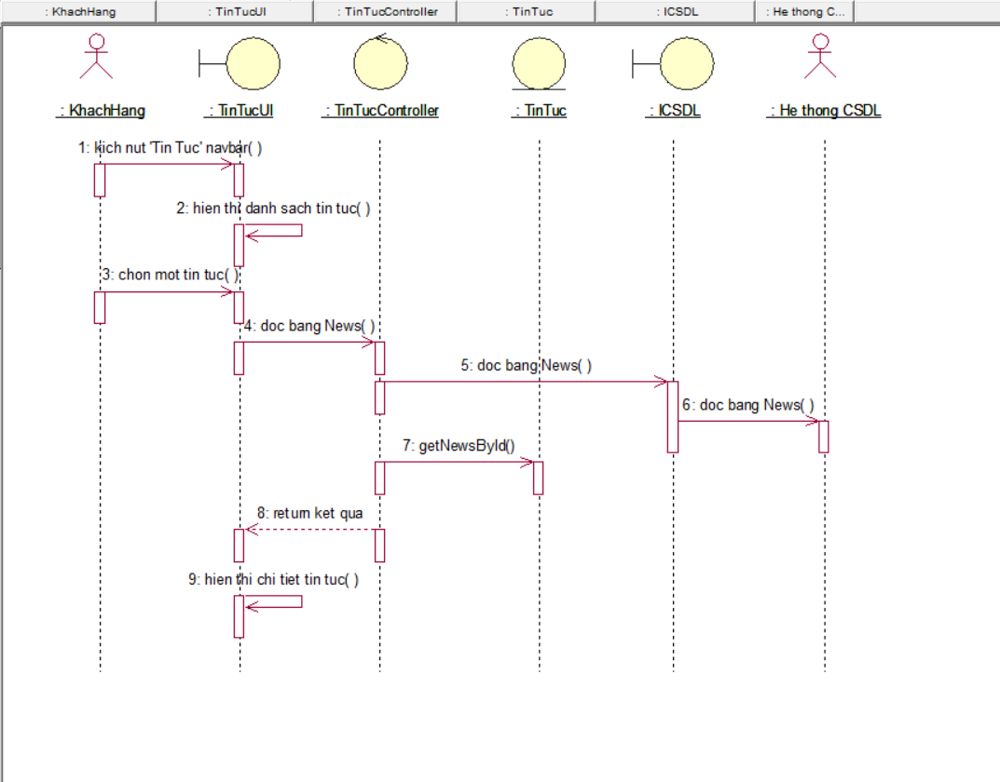 : KhachHang
: TinTucUI
: TinTucController
: TinTuc
: ICSDL
: He thong C...
: KhachHang
: TinTucUI
: TinTucController
: TinTuc
: ICSDL
: He thong CSDL
1: kich nut 'Tin Tuc' navbar( )
2: hien thi danh sach tin tuc( )
3: chon mot tin tuc( )
4: doc bang News( )
5: doc bang News( )
6: doc bang News( )
7: getNewsById()
8: return ket qua
9: hien thi chi tiet tin tuc( )